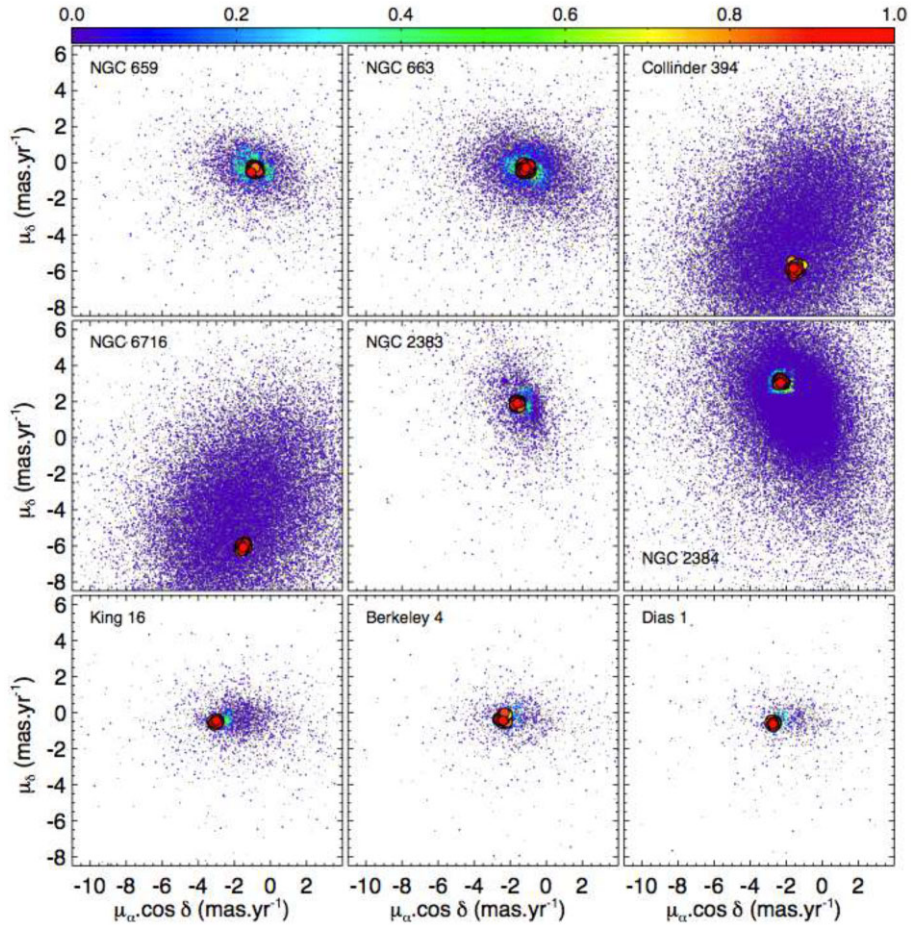 0.0 0.2 0.4 0.6 0.8 1.0
NGC 659 NGC 663 Collinder 394
6
4
2
0
-2
-4
-6
-8
μδ (mas.yr⁻¹)
NGC 6716 NGC 2383
6
4
2
0
-2
-4
-6
-8
μδ (mas.yr⁻¹)
NGC 2384
King 16 Berkeley 4 Dias 1
6
4
2
0
-2
-4
-6
-8
μδ (mas.yr⁻¹)
-10 -8 -6 -4 -2 0 2 -10 -8 -6 -4 -2 0 2 -10 -8 -6 -4 -2 0 2
μα.cos δ (mas.yr⁻¹) μα.cos δ (mas.yr⁻¹) μα.cos δ (mas.yr⁻¹)